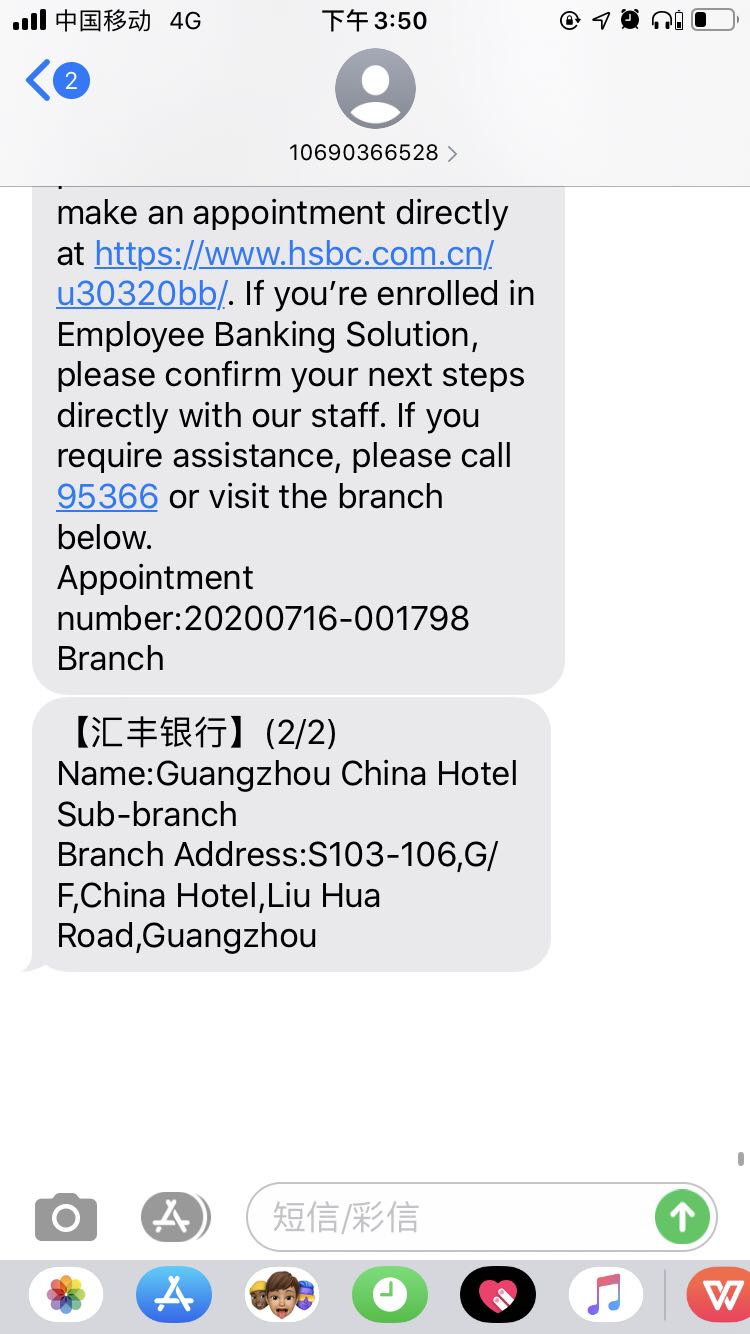 中国移动 4G 下午3:50
2
10690366528
make an appointment directly
at https://www.hsbc.com.cn/
u30320bb/. If you’re enrolled in
Employee Banking Solution,
please confirm your next steps
directly with our staff. If you
require assistance, please call
95366 or visit the branch
below.
Appointment
number:20200716-001798
Branch
【汇丰银行】(2/2)
Name:Guangzhou China Hotel
Sub-branch
Branch Address:S103-106,G/
F,China Hotel,Liu Hua
Road,Guangzhou
短信/彩信